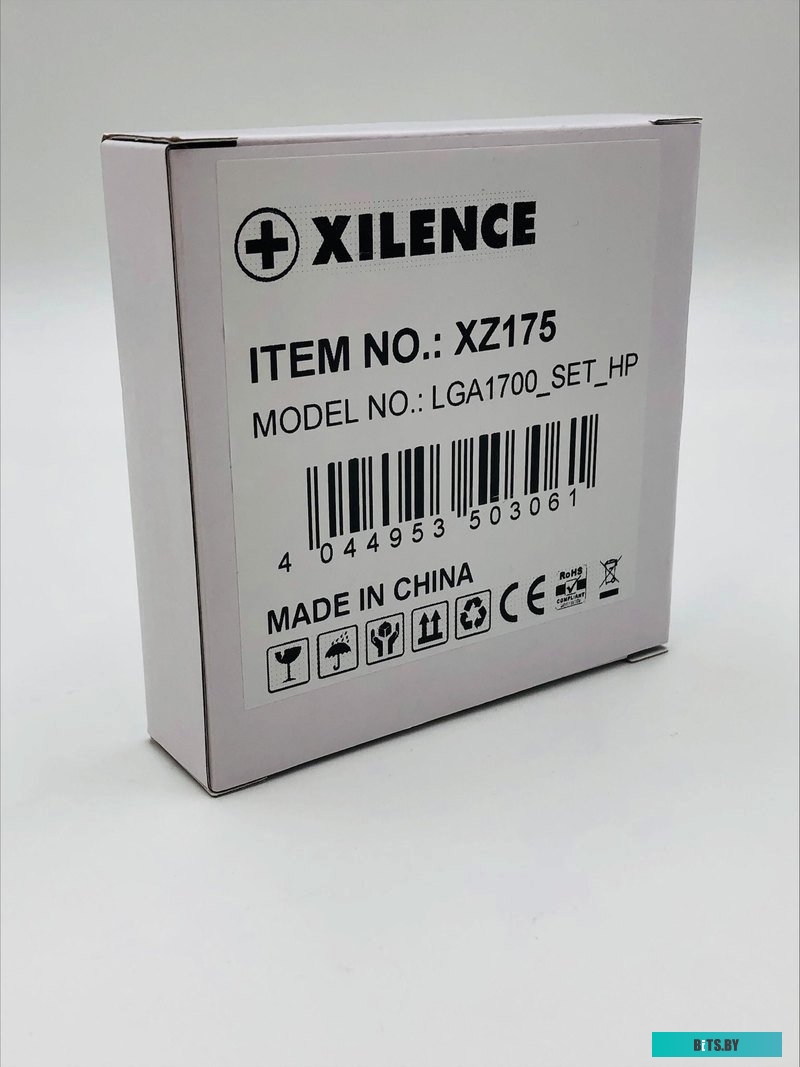 XILENCE
ITEM NO.: XZ175
MODEL NO.: LGA1700_SET_HP
4 044953 503061
MADE IN CHINA
CE
RoHS
COMPLIANT
BiTS.BY